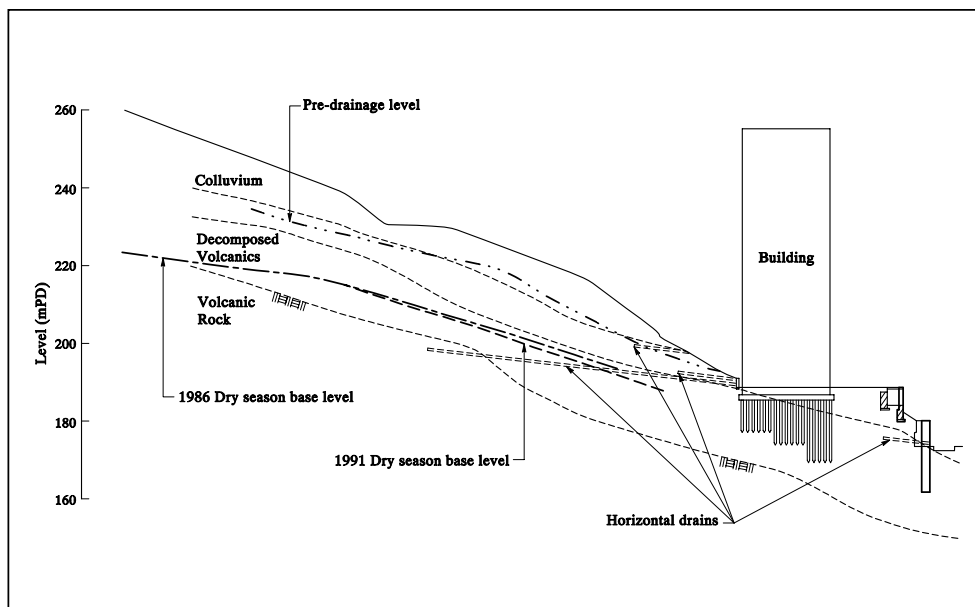 Pre-drainage level
260
240
220
200
180
160
Level (mPD)
Colluvium
Decomposed
Volcanics
Volcanic
Rock
Building
1986 Dry season base level
1991 Dry season base level
Horizontal drains